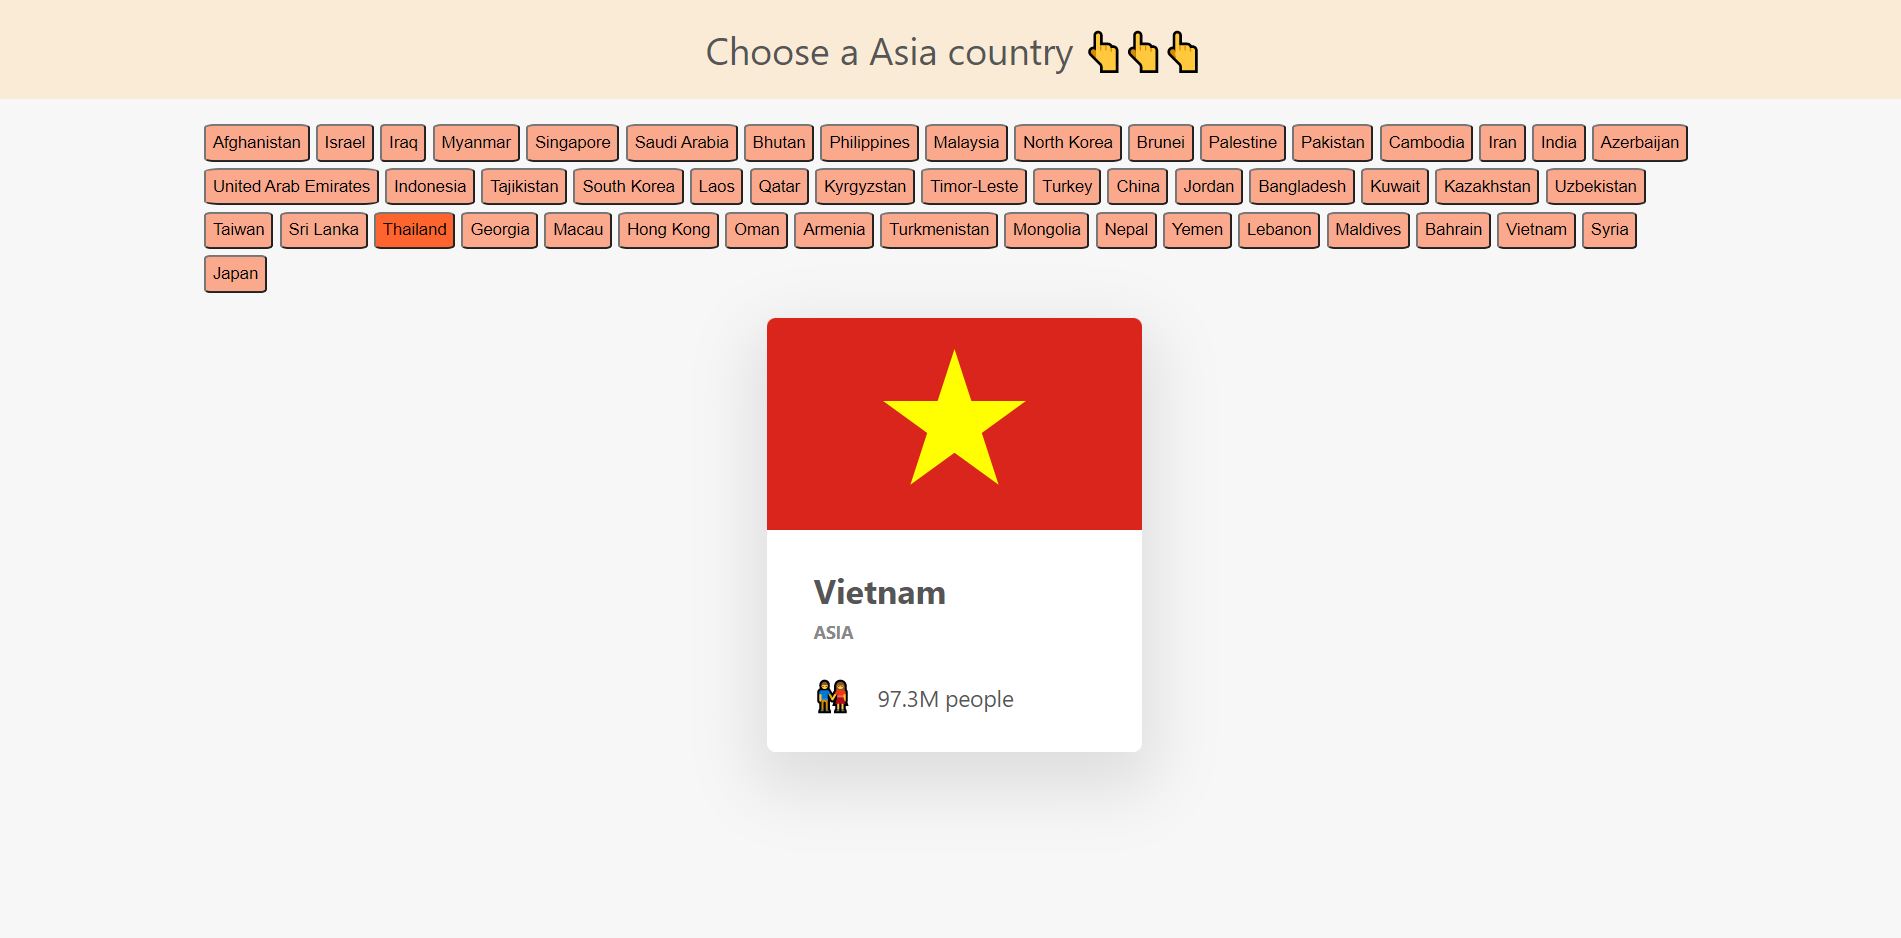 Choose a Asia country 👆👆👆
Afghanistan Israel Iraq Myanmar Singapore Saudi Arabia Bhutan Philippines Malaysia North Korea Brunei Palestine Pakistan Cambodia Iran India Azerbaijan
United Arab Emirates Indonesia Tajikistan South Korea Laos Qatar Kyrgyzstan Timor-Leste Turkey China Jordan Bangladesh Kuwait Kazakhstan Uzbekistan
Taiwan Sri Lanka Thailand Georgia Macau Hong Kong Oman Armenia Turkmenistan Mongolia Nepal Yemen Lebanon Maldives Bahrain Vietnam Syria
Japan
Vietnam
ASIA
97.3M people